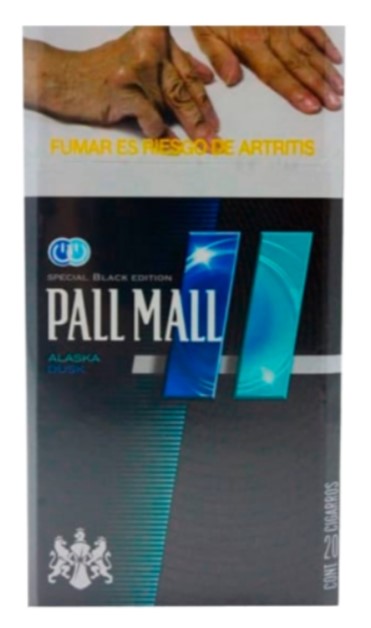 FUMAR ES RIESGO DE ARTRITIS
SPECIAL BLACK EDITION
PALL MALL
ALASKA
DUSK
CONT. 20 CIGARROS